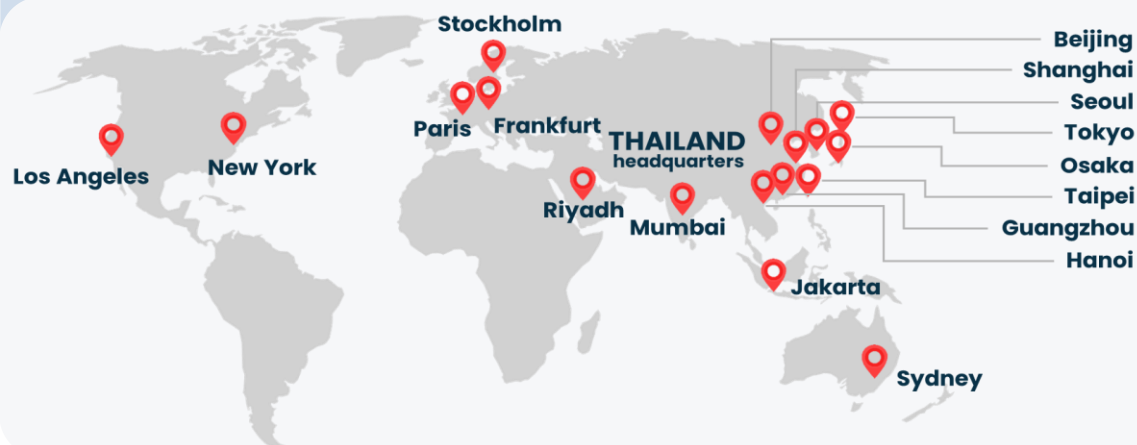 Stockholm
Beijing
Shanghai
Seoul
Paris
Frankfurt
Tokyo
THAILAND
headquarters
Osaka
New York
Los Angeles
Taipei
Riyadh
Mumbai
Guangzhou
Hanoi
Jakarta
Sydney